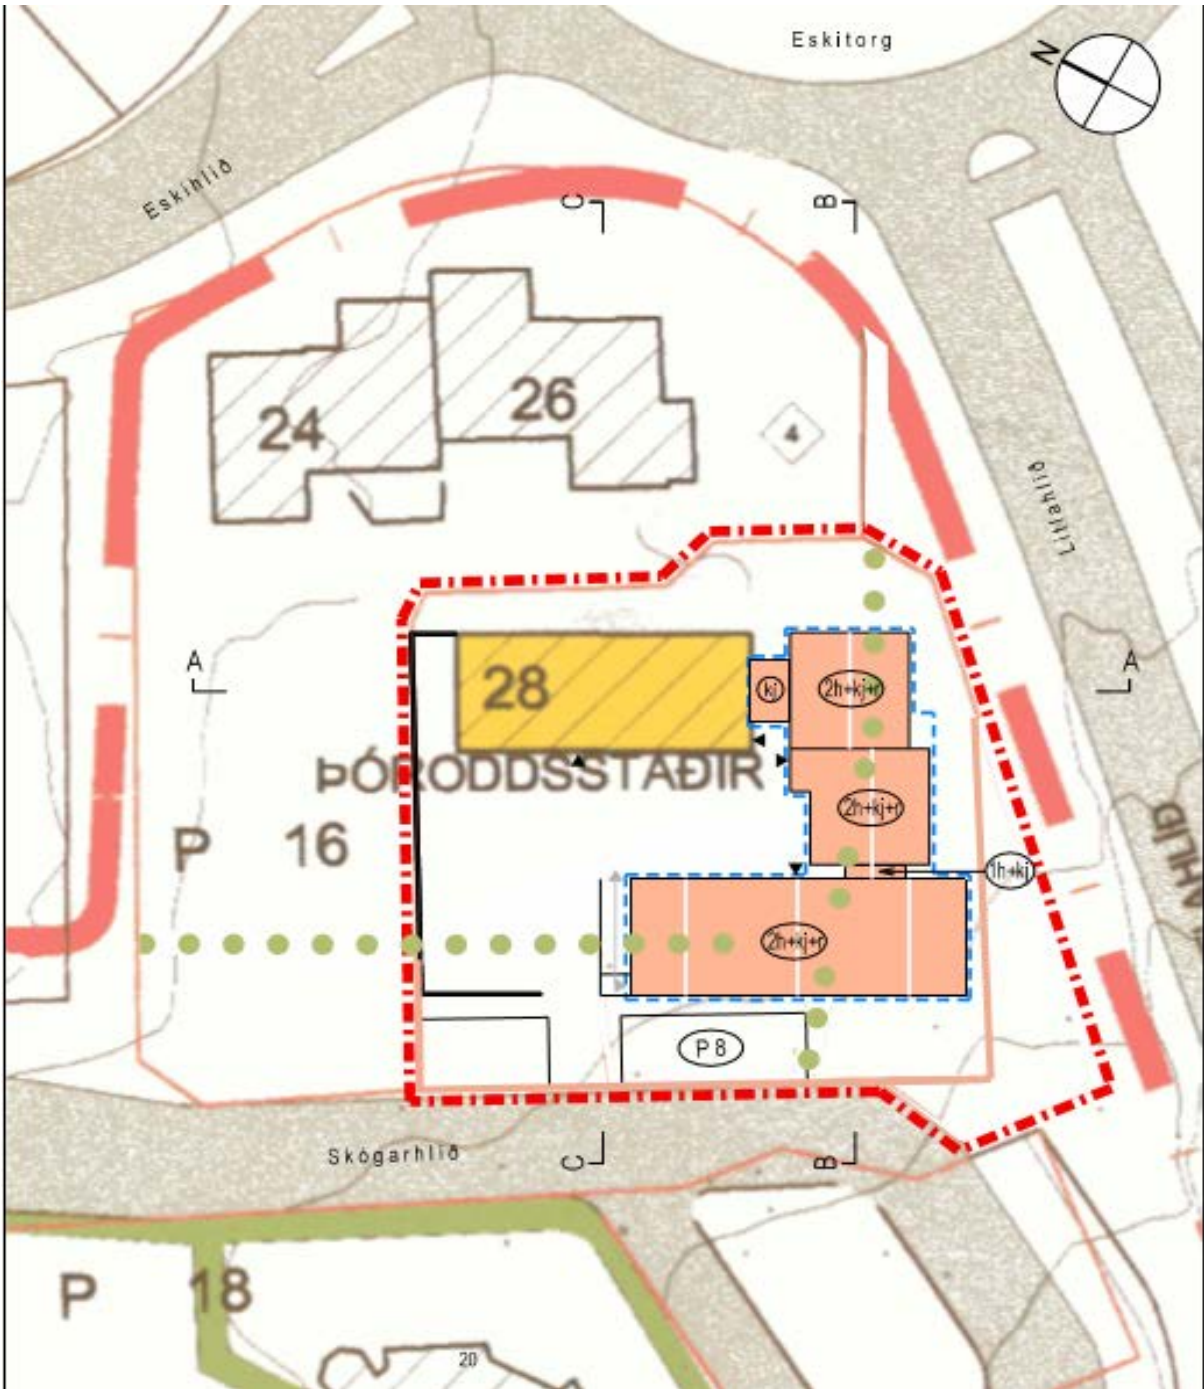 Eskitorg
N
Eskihlíð
C
B
26
24
4
Litlahlíð
A
A
28
kj
2h+kj+r
ÞÓRODDSSTAÐIR
2h+kj+r
P 16
HLÍÐ
1h+kj
2h+kj+r
P 8
Skógarhlíð
C
B
P 18
20